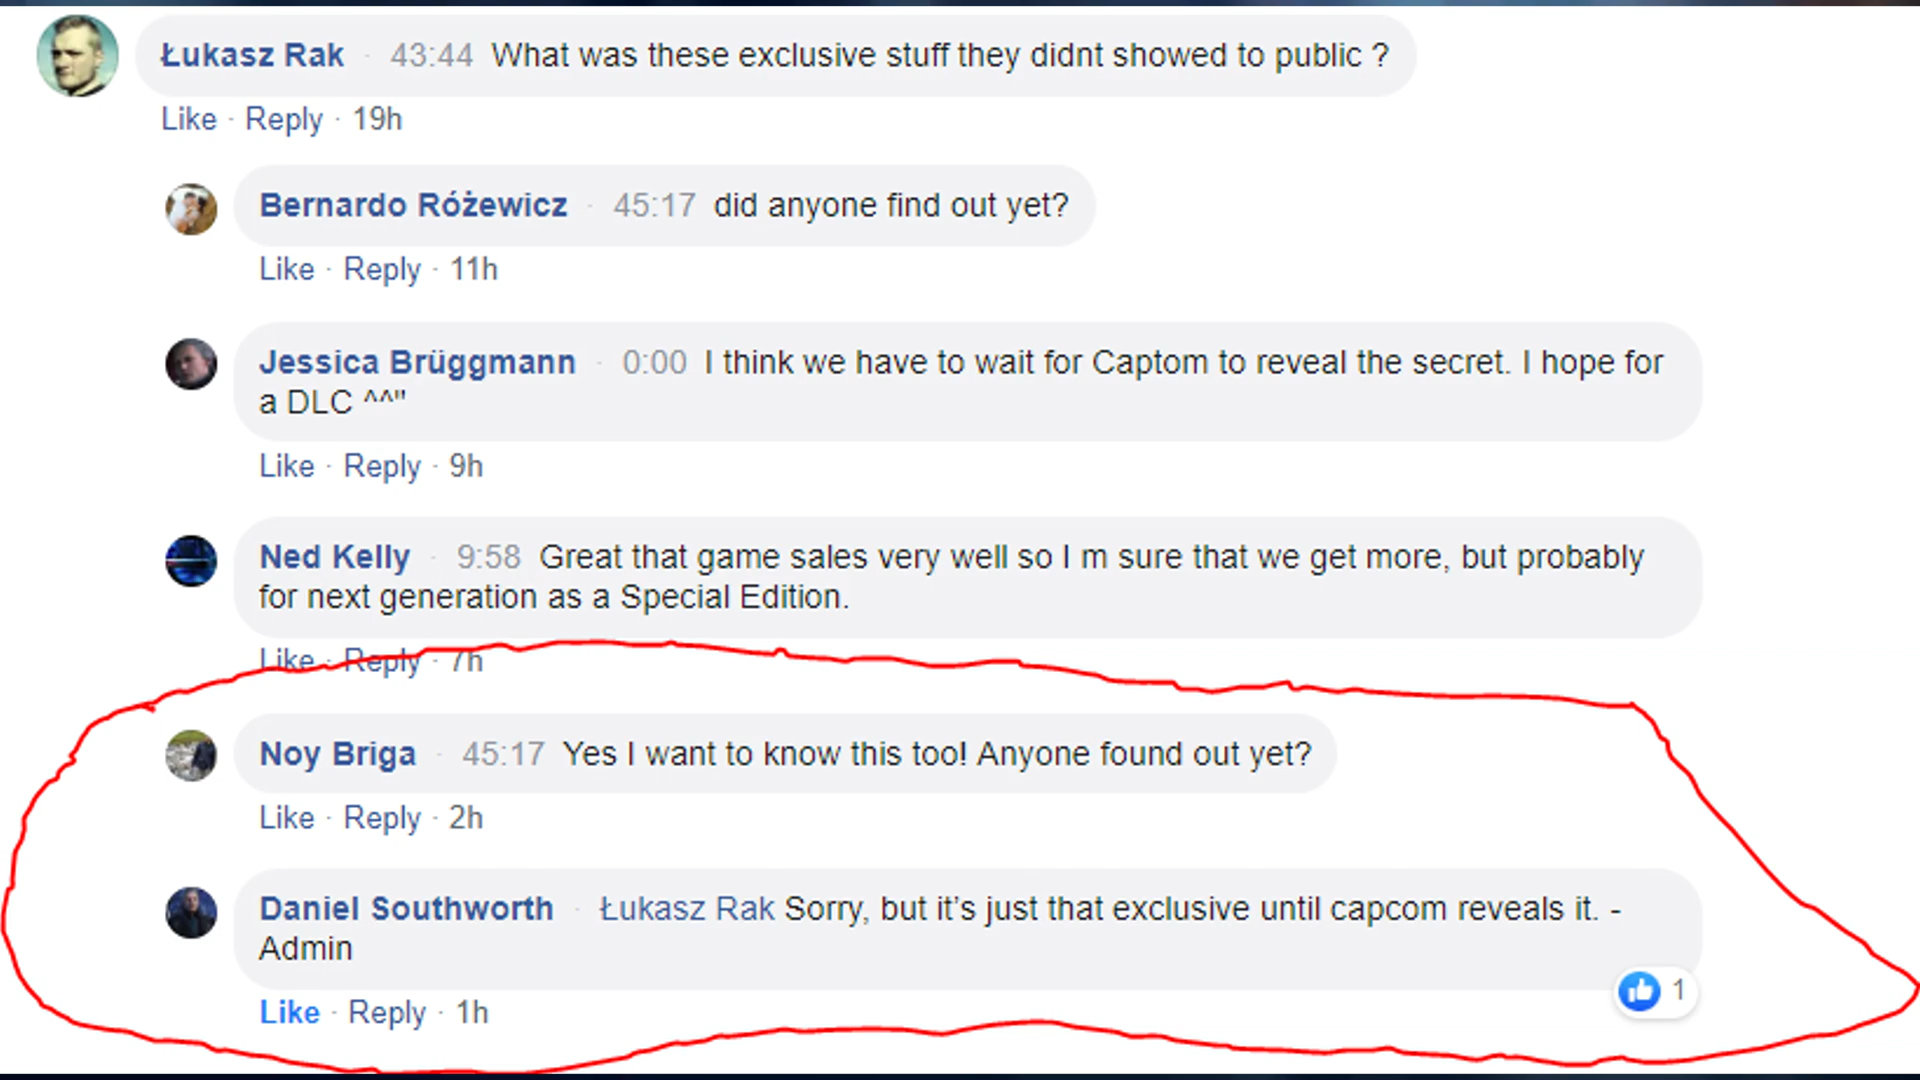 Łukasz Rak · 43:44 What was these exclusive stuff they didnt showed to public ?
Like · Reply · 19h
Bernardo Różewicz · 45:17 did anyone find out yet?
Like · Reply · 11h
Jessica Brüggmann · 0:00 I think we have to wait for Captom to reveal the secret. I hope for
a DLC ^^"
Like · Reply · 9h
Ned Kelly · 9:58 Great that game sales very well so I m sure that we get more, but probably
for next generation as a Special Edition.
Like · Reply · 7h
Noy Briga · 45:17 Yes I want to know this too! Anyone found out yet?
Like · Reply · 2h
Daniel Southworth · Łukasz Rak Sorry, but it's just that exclusive until capcom reveals it. -
Admin
1
Like · Reply · 1h